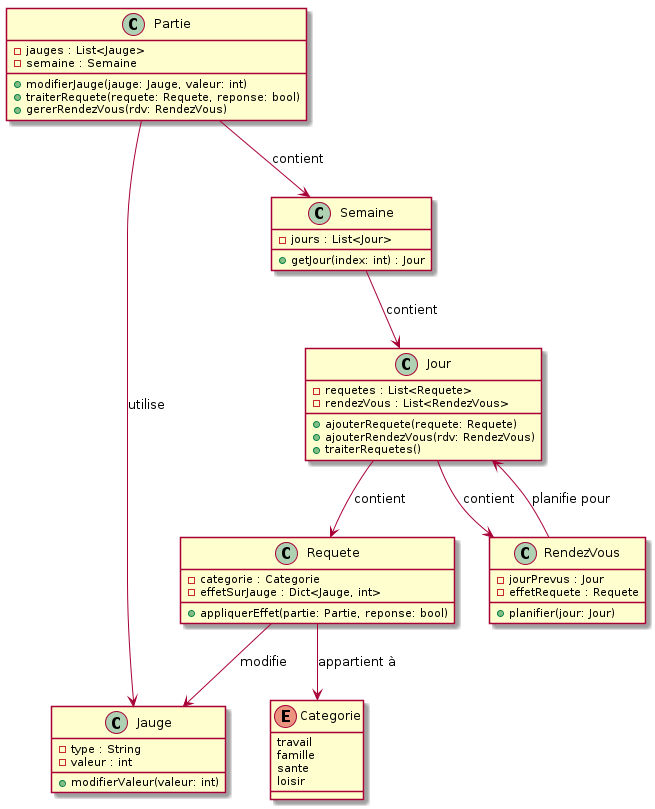 C Partie
jauges : List<Jauge>
semaine : Semaine
modifierJauge(jauge: Jauge, valeur: int)
traiterRequete(requete: Requete, reponse: bool)
gererRendezVous(rdv: RendezVous)
contient
C Semaine
jours : List<Jour>
getJour(index: int) : Jour
contient
C Jour
requetes : List<Requete>
rendezVous : List<RendezVous>
ajouterRequete(requete: Requete)
ajouterRendezVous(rdv: RendezVous)
traiterRequetes()
utilise
contient
contient
planifie pour
C Requete
categorie : Categorie
effetSurJauge : Dict<Jauge, int>
appliquerEffet(partie: Partie, reponse: bool)
C RendezVous
jourPrevus : Jour
effetRequete : Requete
planifier(jour: Jour)
modifie
appartient à
C Jauge
type : String
valeur : int
modifierValeur(valeur: int)
E Categorie
travail
famille
sante
loisir